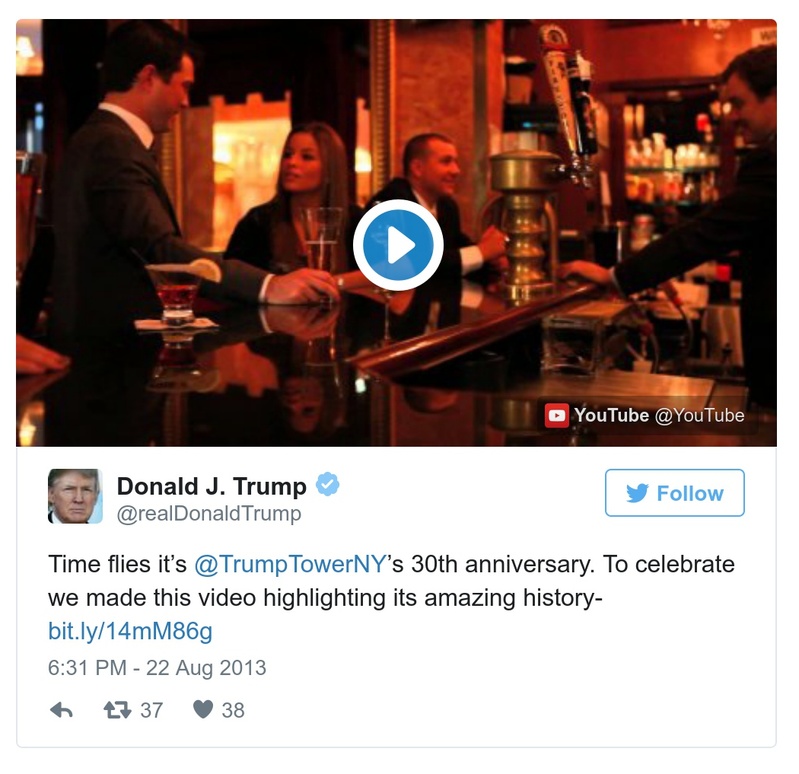 YouTube @YouTube
Donald J. Trump
Follow
@realDonaldTrump
Time flies it’s @TrumpTowerNY’s 30th anniversary. To celebrate
we made this video highlighting its amazing history-
bit.ly/14mM86g
6:31 PM - 22 Aug 2013
37 38